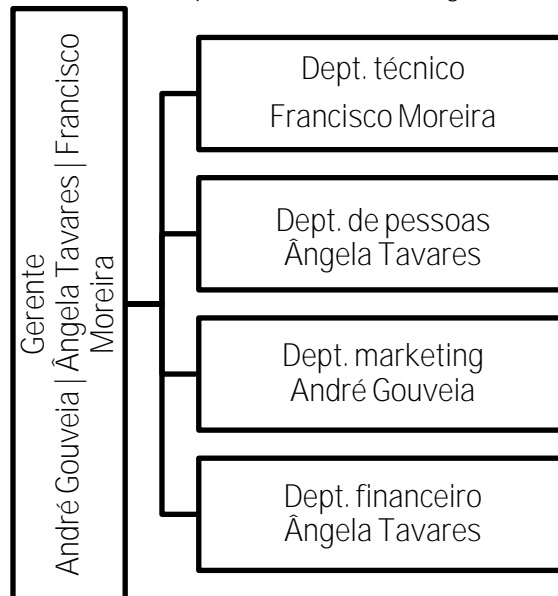 Gerente
André Gouveia | Ângela Tavares | Francisco
Moreira
Dept. técnico
Francisco Moreira
Dept. de pessoas
Ângela Tavares
Dept. marketing
André Gouveia
Dept. financeiro
Ângela Tavares